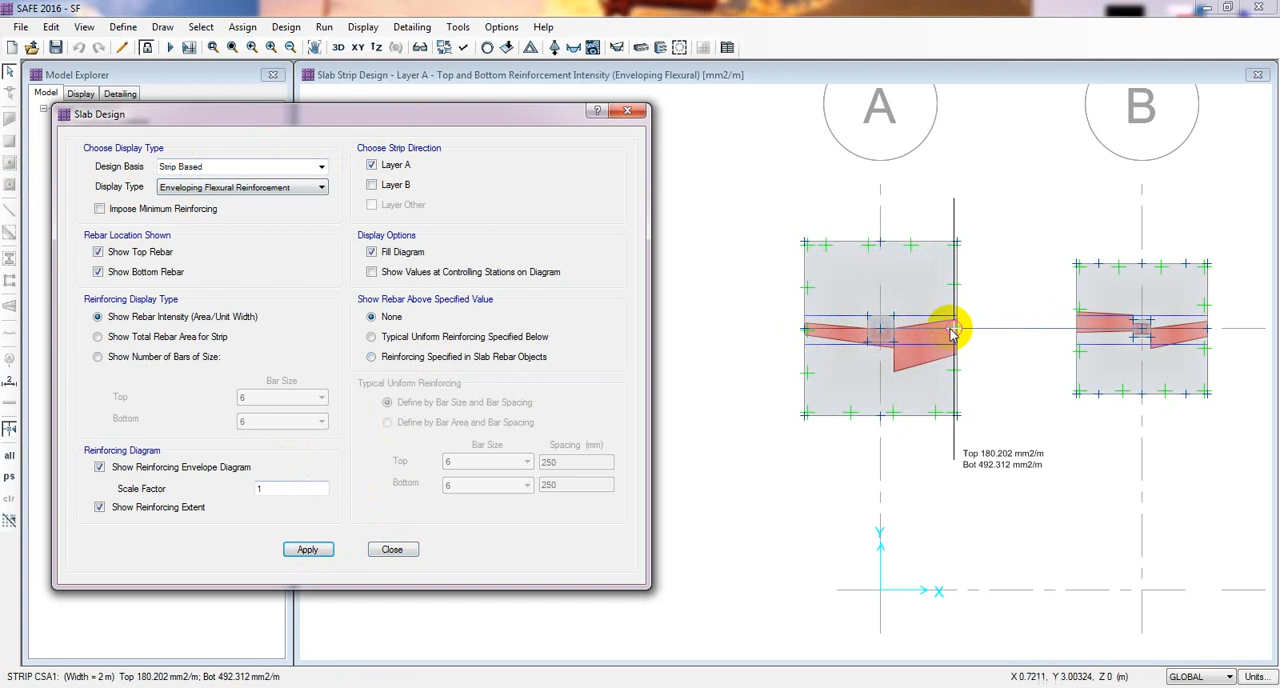 SAFE 2016 - SF
File Edit View Define Draw Select Assign Design Run Display Detailing Tools Options Help
3D XY
Model Explorer
Slab Strip Design - Layer A - Top and Bottom Reinforcement Intensity (Enveloping Flexural) [mm2/m]
Model Display Detailing
A B
Slab Design
Choose Display Type
Design Basis Strip Based
Display Type Enveloping Flexural Reinforcement
Impose Minimum Reinforcing
Choose Strip Direction
Layer A
Layer B
Layer Other
Rebar Location Shown
Show Top Rebar
Show Bottom Rebar
Display Options
Fill Diagram
Show Values at Controlling Stations on Diagram
Reinforcing Display Type
Show Rebar Intensity (Area/Unit Width)
Show Total Rebar Area for Strip
Show Number of Bars of Size:
Bar Size
Top 6
Bottom 6
Show Rebar Above Specified Value
None
Typical Uniform Reinforcing Specified Below
Reinforcing Specified in Slab Rebar Objects
Typical Uniform Reinforcing
Define by Bar Size and Bar Spacing
Define by Bar Area and Bar Spacing
Bar Size Spacing (mm)
Top 6 250
Bottom 6 250
Reinforcing Diagram
Show Reinforcing Envelope Diagram
Scale Factor 1
Show Reinforcing Extent
Apply Close
Top 180.202 mm2/m
Bot 492.312 mm2/m
Y
X
all
ps
clr
STRIP CSA1: (Width = 2 m) Top 180.202 mm2/m; Bot 492.312 mm2/m
X 0.7211, Y 3.00324, Z 0 (m) GLOBAL Units...